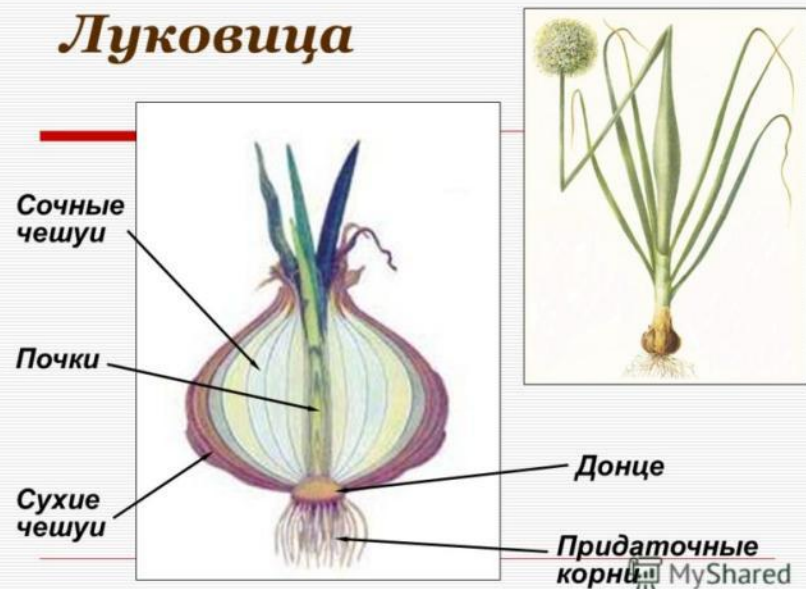 Луковица
Сочные
чешуи
Почки
Сухие
чешуи
Донце
Придаточные
корни
MyShared